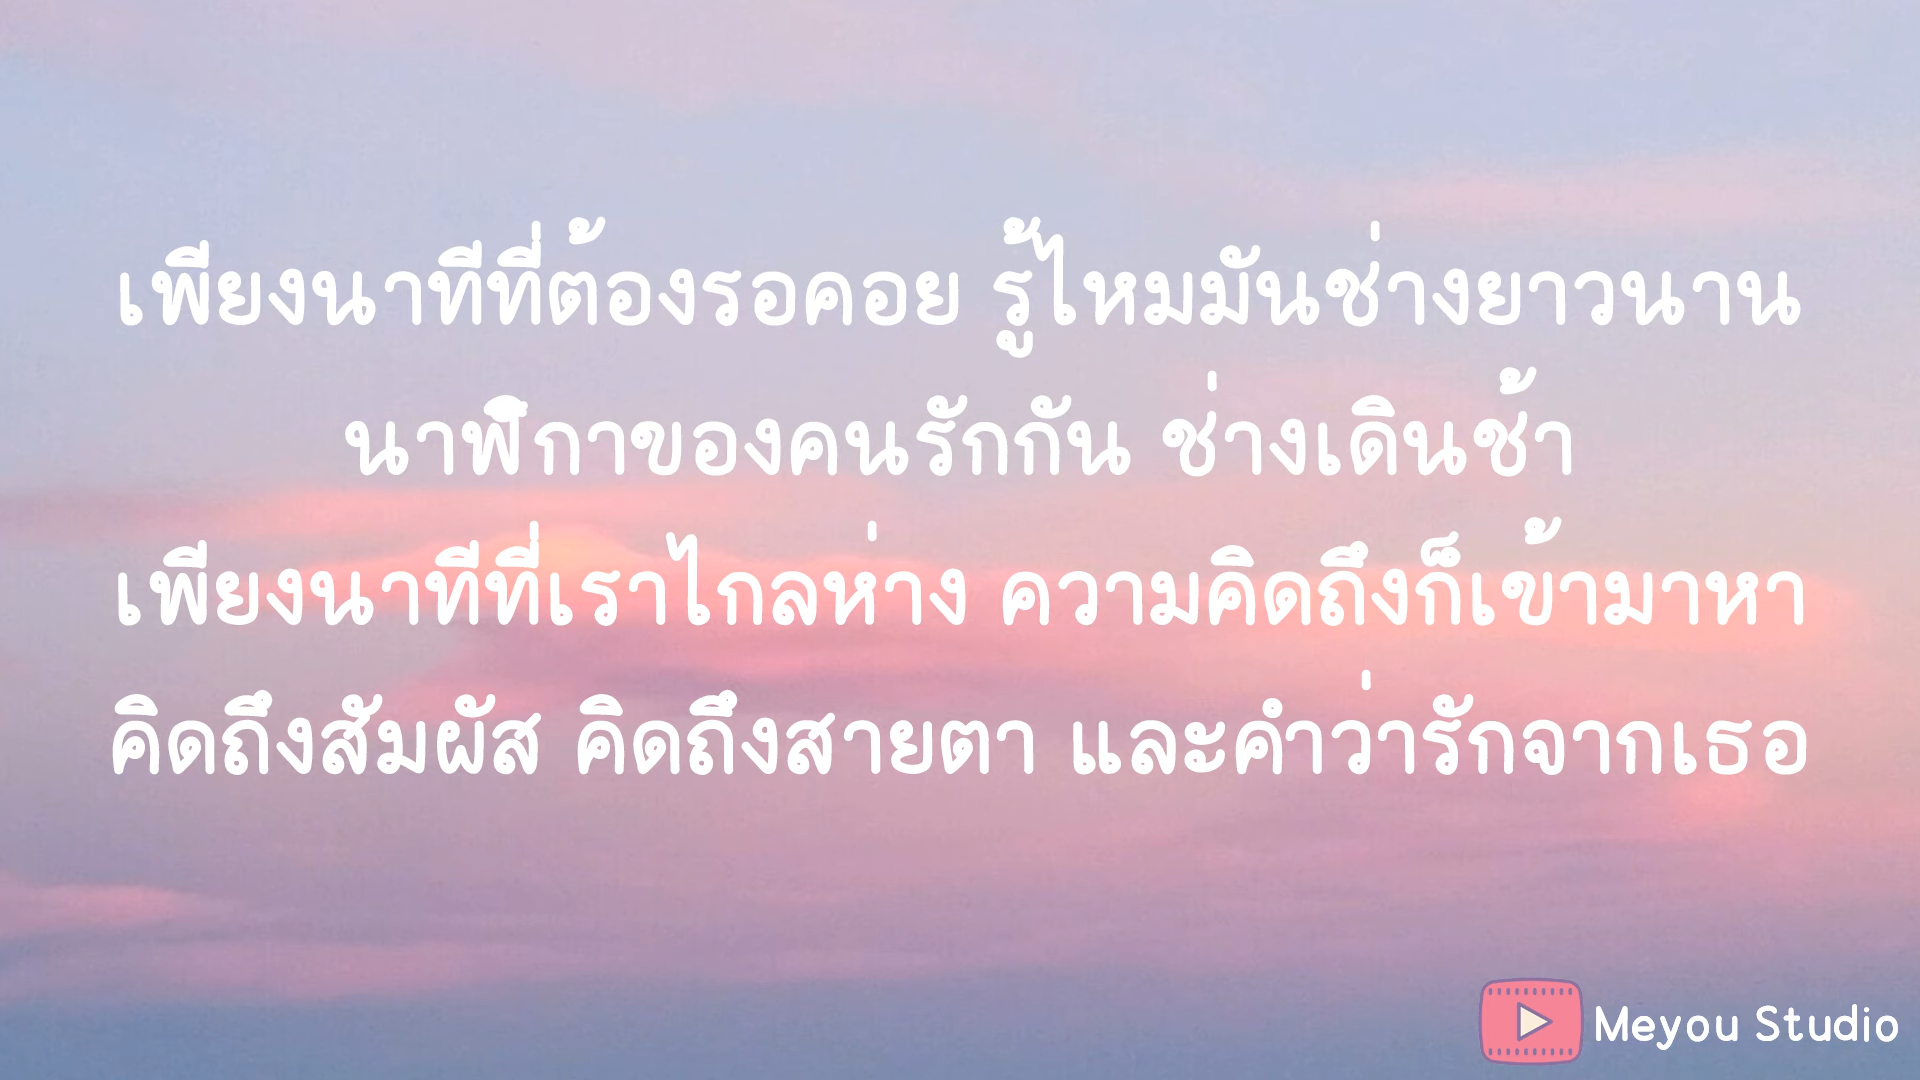 เพียงนาทีที่ต้องรอคอย รู้ไหมมันช่างยาวนาน
นาฬิกาของคนรักกัน ช่างเดินช้า
เพียงนาทีที่เราไกลห่าง ความคิดถึงก็เข้ามาหา
คิดถึงสัมผัส คิดถึงสายตา และคำว่ารักจากเธอ
Meyou Studio